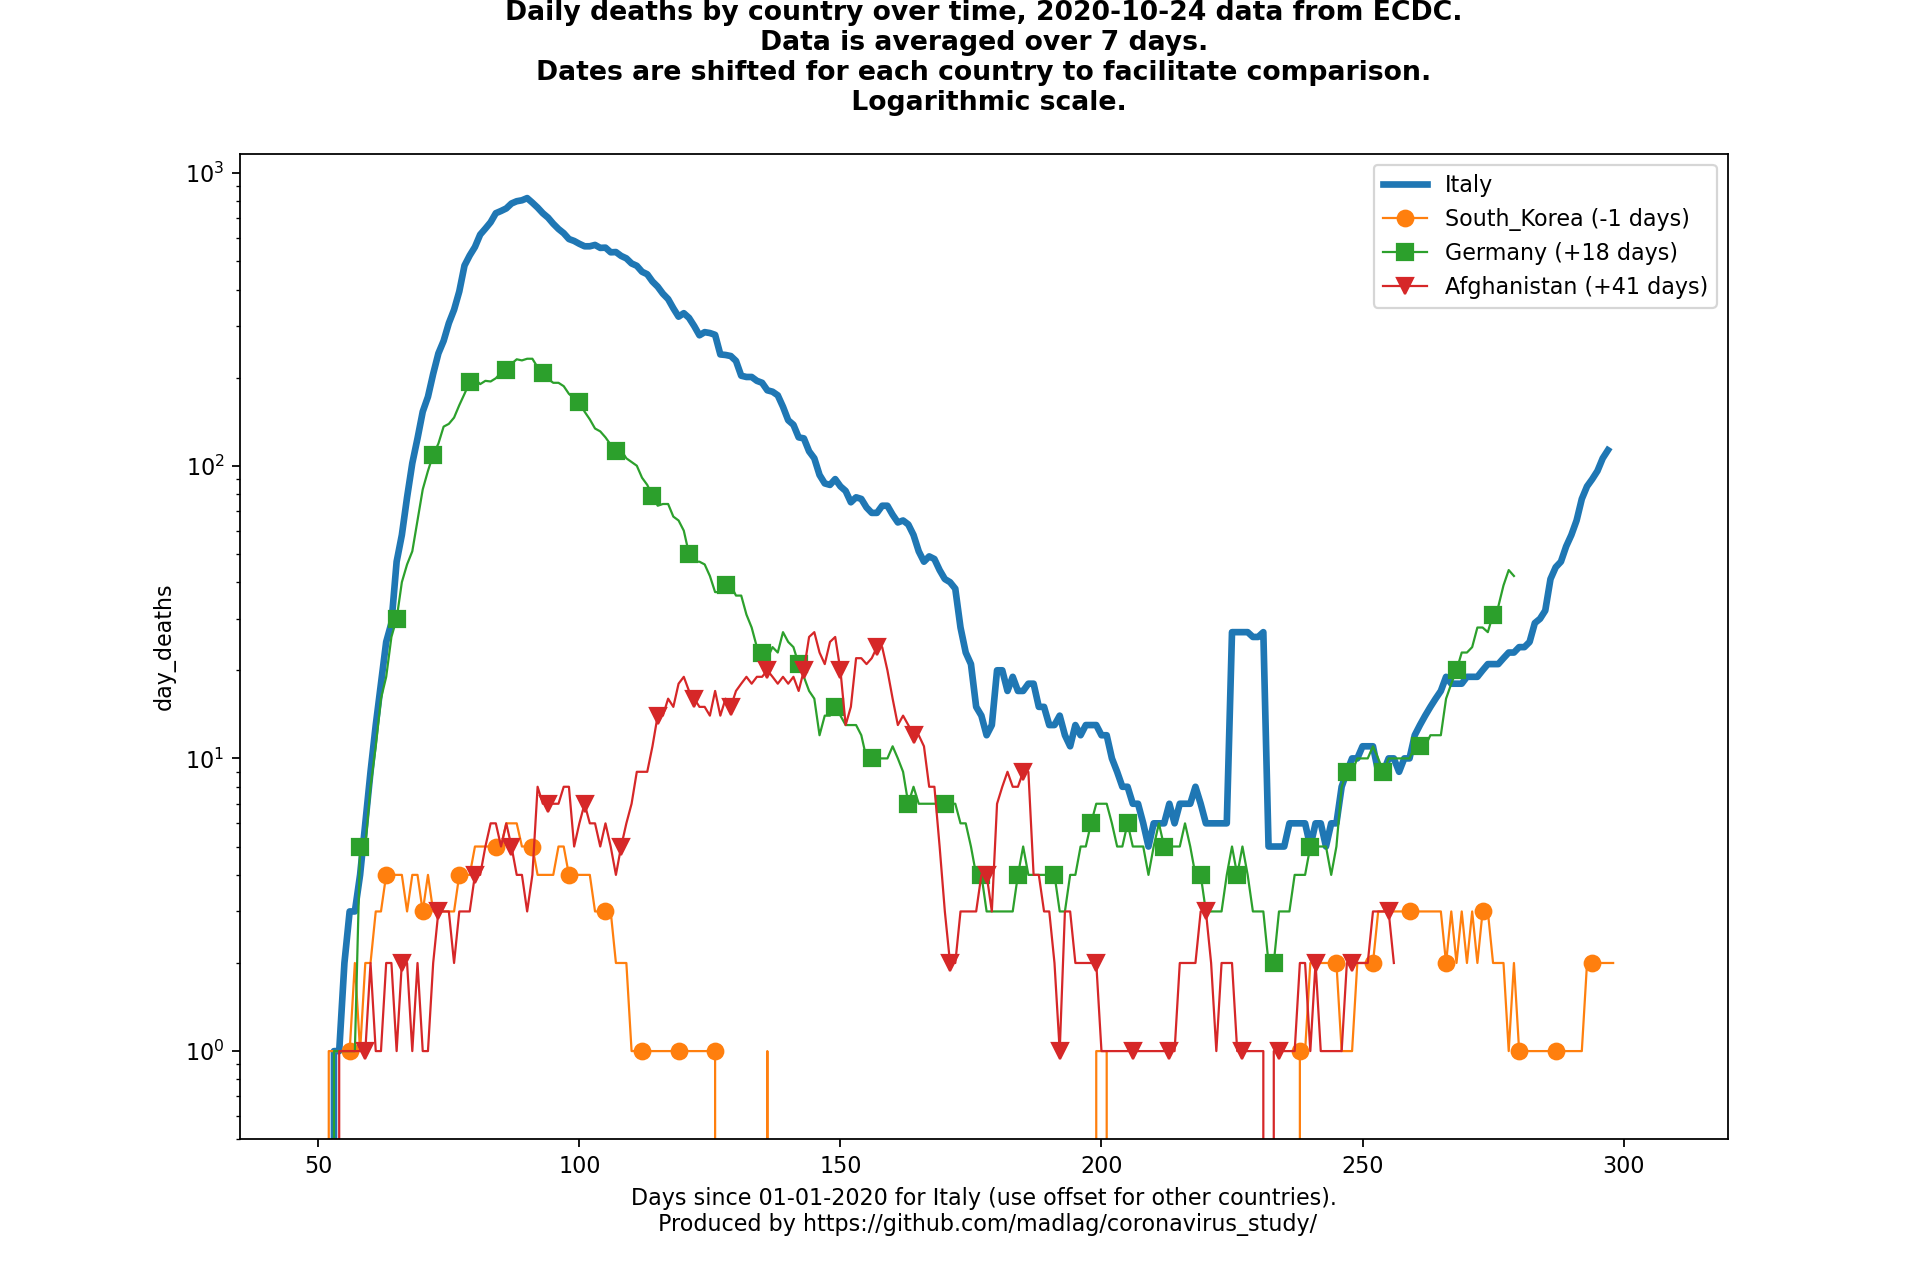 Daily deaths by country over time, 2020-10-24 data from ECDC.
Data is averaged over 7 days.
Dates are shifted for each country to facilitate comparison.
Logarithmic scale.
10³
10²
10¹
10⁰
day_deaths
Italy
South_Korea (-1 days)
Germany (+18 days)
Afghanistan (+41 days)
50 100 150 200 250 300
Days since 01-01-2020 for Italy (use offset for other countries).
Produced by https://github.com/madlag/coronavirus_study/